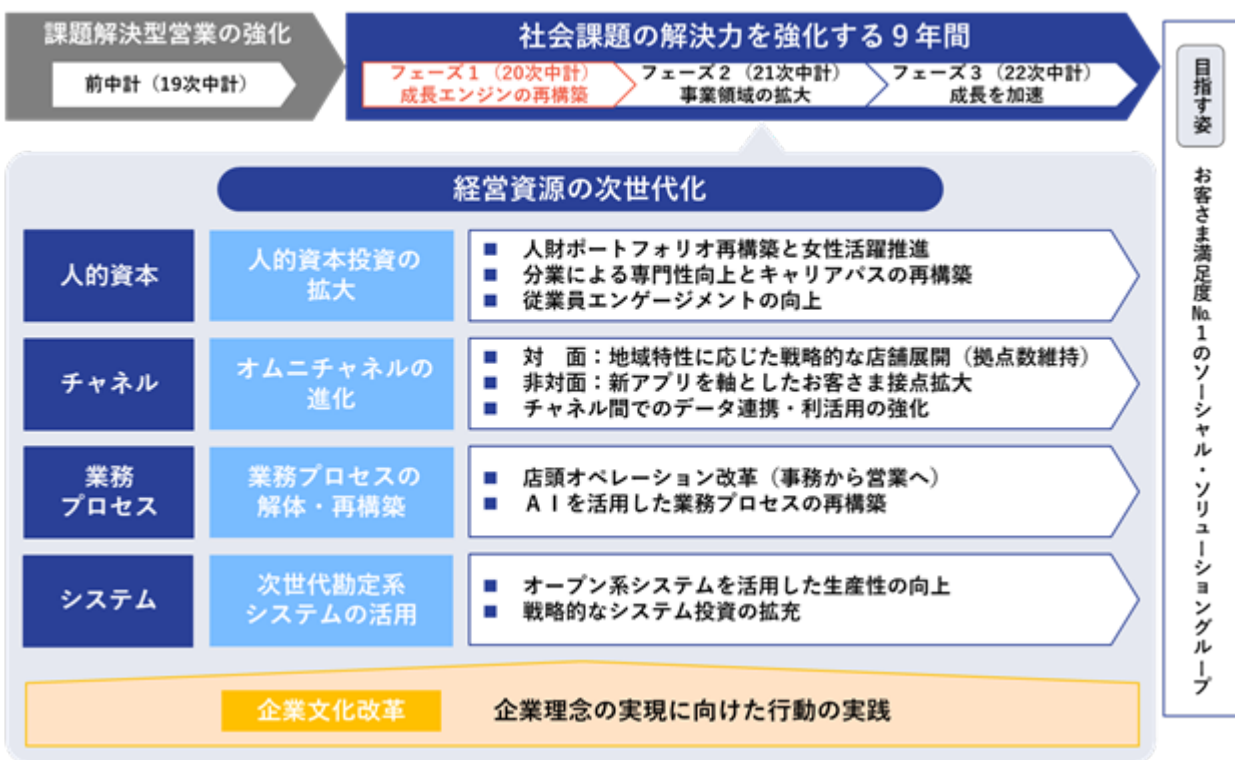 課題解決型営業の強化
前中計（19次中計）
社会課題の解決力を強化する９年間
フェーズ１（20次中計）
成長エンジンの再構築
フェーズ２（21次中計）
事業領域の拡大
フェーズ３（22次中計）
成長を加速
目指す姿
お客さま満足度№１のソーシャル・ソリューショングループ
経営資源の次世代化
人的資本
人的資本投資の
拡大
■ 人財ポートフォリオ再構築と女性活躍推進
■ 分業による専門性向上とキャリアパスの再構築
■ 従業員エンゲージメントの向上
チャネル
オムニチャネルの
進化
■ 対　面：地域特性に応じた戦略的な店舗展開（拠点数維持）
■ 非対面：新アプリを軸としたお客さま接点拡大
■ チャネル間でのデータ連携・利活用の強化
業務
プロセス
業務プロセスの
解体・再構築
■ 店頭オペレーション改革（事務から営業へ）
■ ＡＩを活用した業務プロセスの再構築
システム
次世代勘定系
システムの活用
■ オープン系システムを活用した生産性の向上
■ 戦略的なシステム投資の拡充
企業文化改革
企業理念の実現に向けた行動の実践